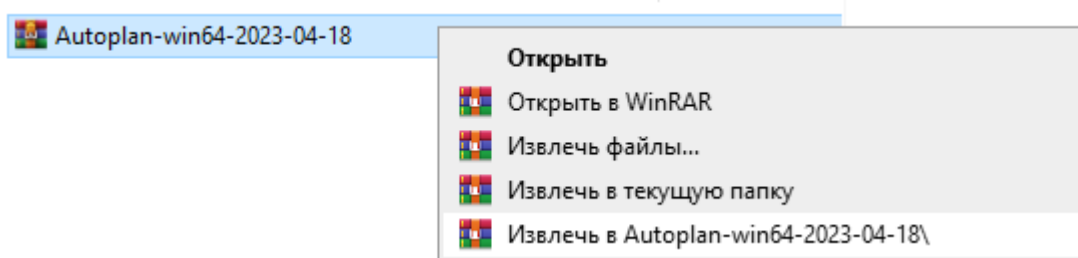 Autoplan-win64-2023-04-18
Открыть
Открыть в WinRAR
Извлечь файлы...
Извлечь в текущую папку
Извлечь в Autoplan-win64-2023-04-18\